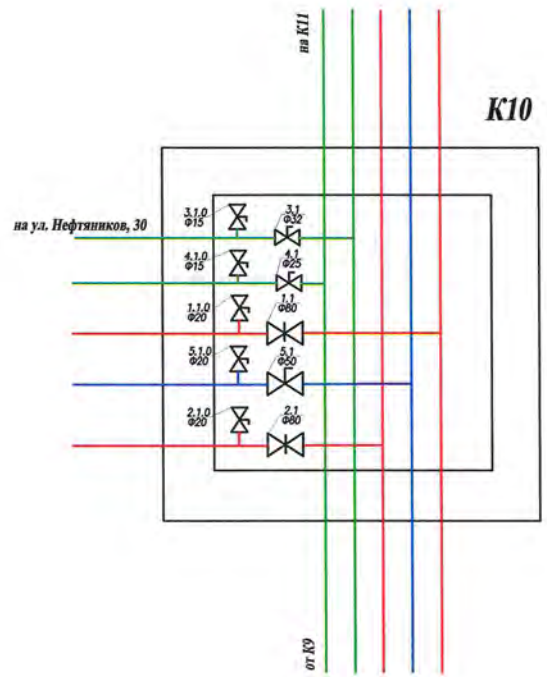 на К11
К10
на ул. Нефтяников, 30
3.1.0
Ф15
3.1
Ф32
4.1.0
Ф15
4.1
Ф25
1.1.0
Ф20
1.1
Ф80
5.1.0
Ф20
5.1
Ф50
2.1.0
Ф20
2.1
Ф80
от К9